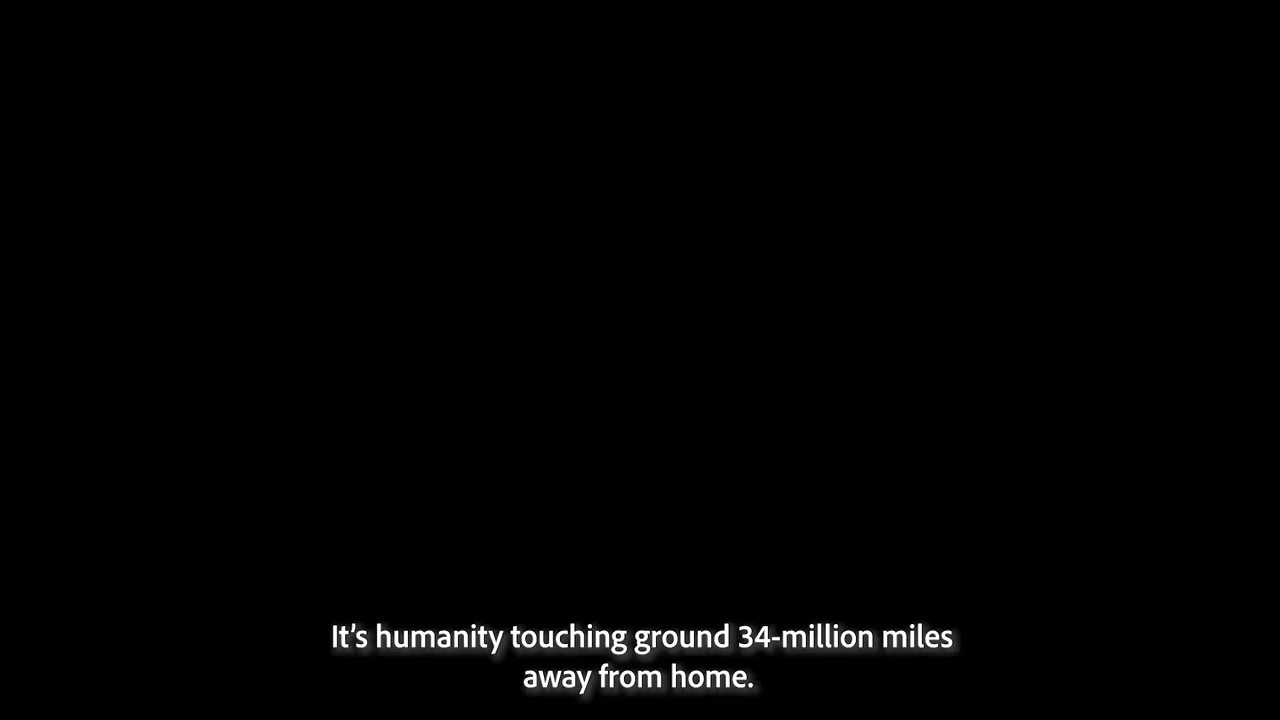 It’s humanity touching ground 34-million miles
away from home.